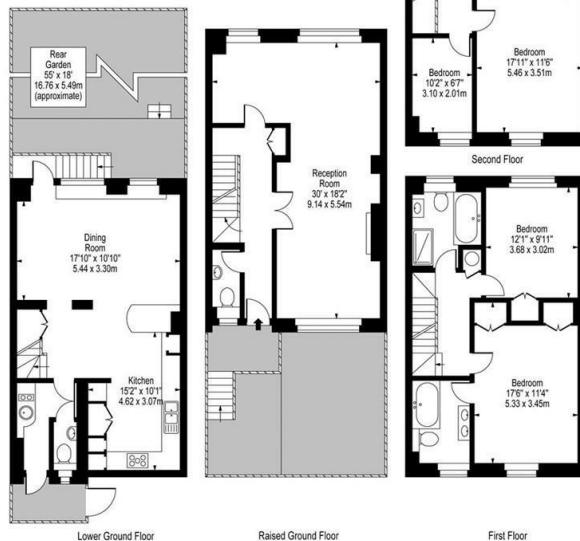 Rear
Garden
55' x 18'
16.76 x 5.49m
(approximate)
Dining
Room
17'10" x 10'10"
5.44 x 3.30m
Kitchen
15'2" x 10'1"
4.62 x 3.07m
Lower Ground Floor
Reception
Room
30' x 18'2"
9.14 x 5.54m
Raised Ground Floor
Bedroom
10'2" x 6'7"
3.10 x 2.01m
Bedroom
17'11" x 11'6"
5.46 x 3.51m
Second Floor
Bedroom
12'1" x 9'11"
3.68 x 3.02m
Bedroom
17'6" x 11'4"
5.33 x 3.45m
First Floor